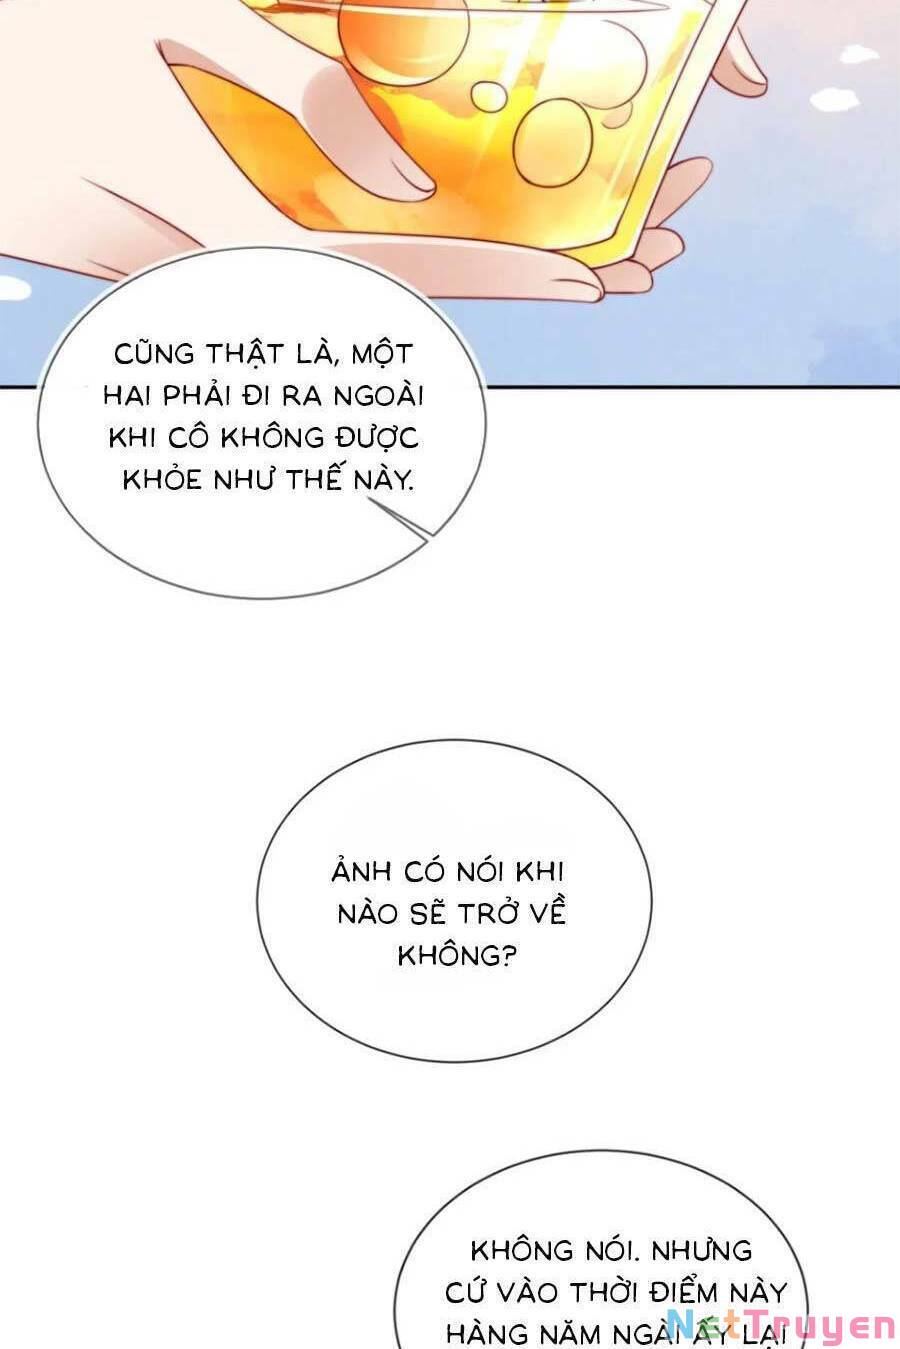 CŨNG THẬT LÀ, MỘT
HAI PHẢI ĐI RA NGOÀI
KHI CÔ KHÔNG ĐƯỢC
KHỎE NHƯ THẾ NÀY.
ẢNH CÓ NÓI KHI
NÀO SẼ TRỞ VỀ
KHÔNG?
KHÔNG NÓI. NHƯNG
CỨ VÀO THỜI ĐIỂM NÀY
HÀNG NĂM NGÀI ẤY LẠI
NetTruyen